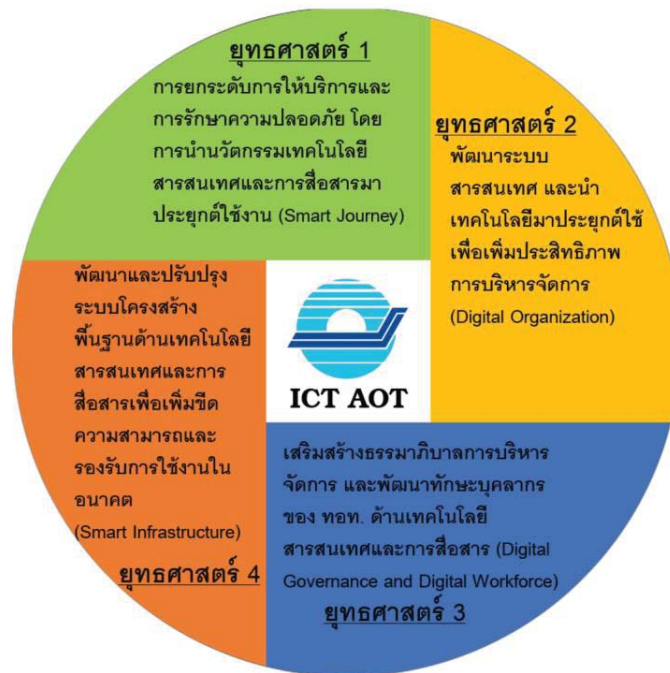 ยุทธศาสตร์ 1
การยกระดับการให้บริการและ
การรักษาความปลอดภัย โดย
การนำนวัตกรรมเทคโนโลยี
สารสนเทศและการสื่อสารมา
ประยุกต์ใช้งาน (Smart Journey)
ยุทธศาสตร์ 2
พัฒนาระบบ
สารสนเทศ และนำ
เทคโนโลยีมาประยุกต์ใช้
เพื่อเพิ่มประสิทธิภาพ
การบริหารจัดการ
(Digital Organization)
ICT AOT
เสริมสร้างธรรมาภิบาลการบริหาร
จัดการ และพัฒนาทักษะบุคลากร
ของ ทอท. ด้านเทคโนโลยี
สารสนเทศและการสื่อสาร (Digital
Governance and Digital Workforce)
ยุทธศาสตร์ 3
พัฒนาและปรับปรุง
ระบบโครงสร้าง
พื้นฐานด้านเทคโนโลยี
สารสนเทศและการ
สื่อสารเพื่อเพิ่มขีด
ความสามารถและ
รองรับการใช้งานใน
อนาคต
(Smart Infrastructure)
ยุทธศาสตร์ 4